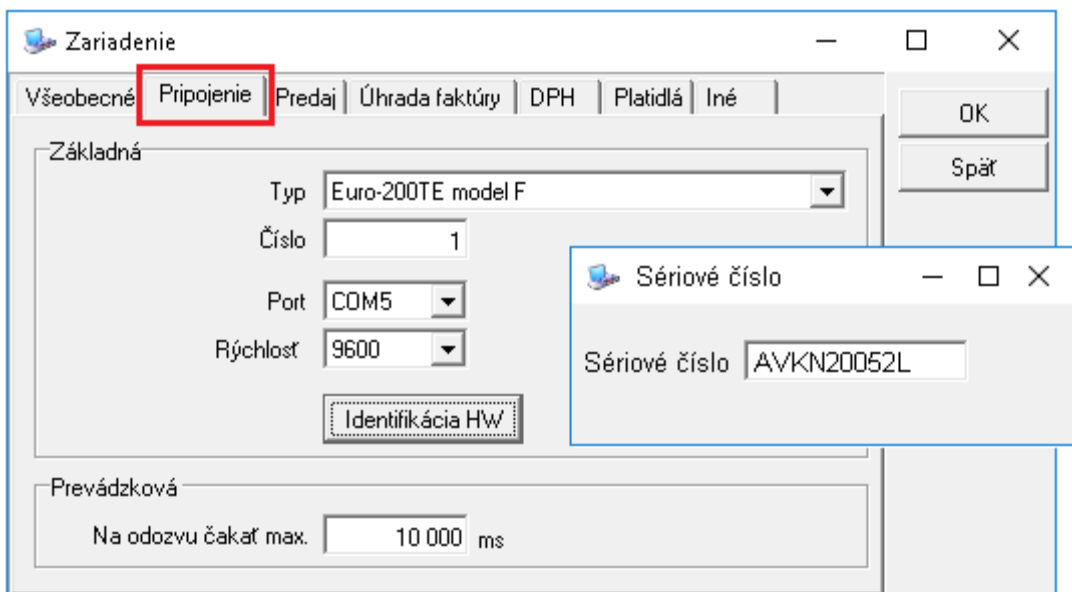 Zariadenie
Všeobecné Pripojenie Predaj Úhrada faktúry DPH Platidlá Iné
OK
Späť
Základná
Typ Euro-200TE model F
Číslo 1
Port COM5
Rýchlosť 9600
Identifikácia HW
Sériové číslo
Sériové číslo AVKN20052L
Prevádzková
Na odozvu čakať max. 10 000 ms